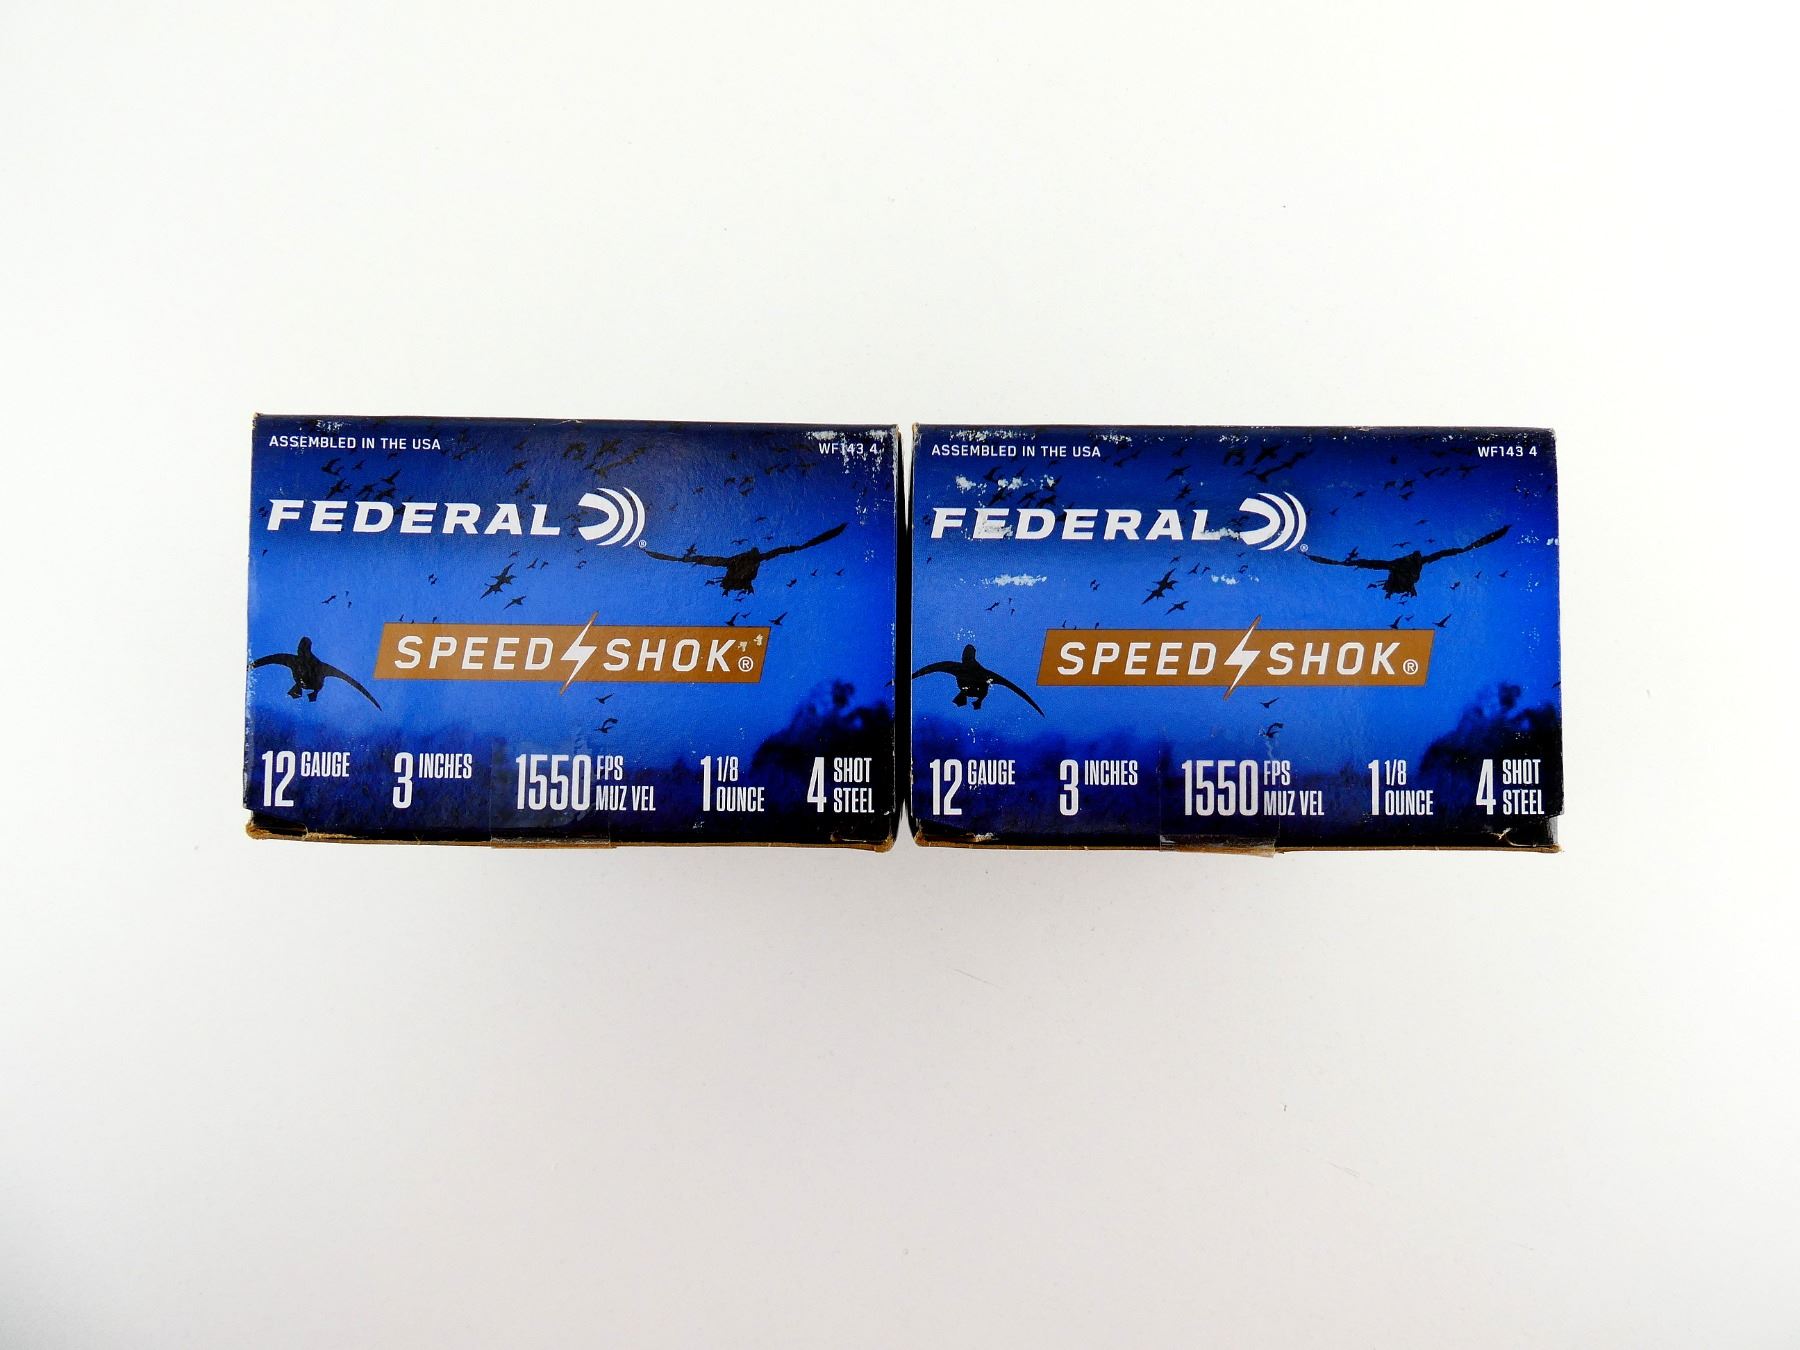 ASSEMBLED IN THE USA WF143 4
FEDERAL®
SPEED SHOK®
12 GAUGE 3 INCHES 1550 FPS MUZ VEL 1 1/8 OUNCE 4 SHOT STEEL
ASSEMBLED IN THE USA WF143 4
FEDERAL®
SPEED SHOK®
12 GAUGE 3 INCHES 1550 FPS MUZ VEL 1 1/8 OUNCE 4 SHOT STEEL